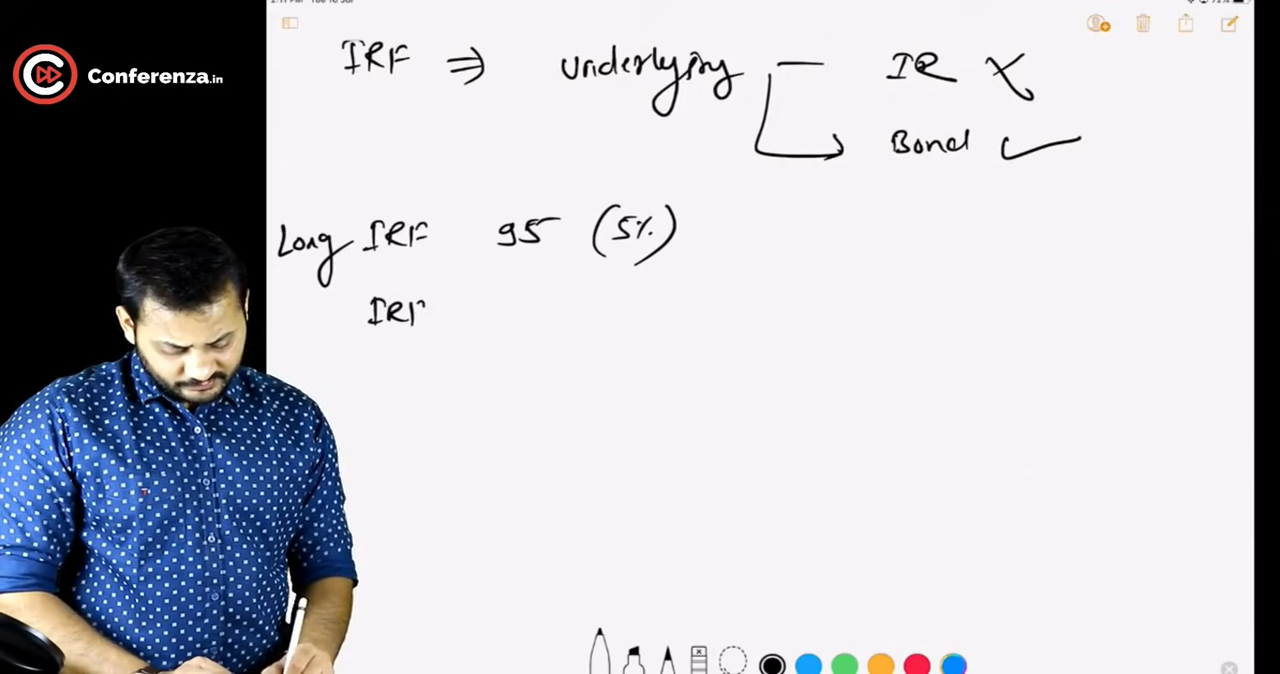 Conferenza.in
IRF ⇒ Underlying — IR X
Bond ✓
Long IRF 95 (5%)
IRF